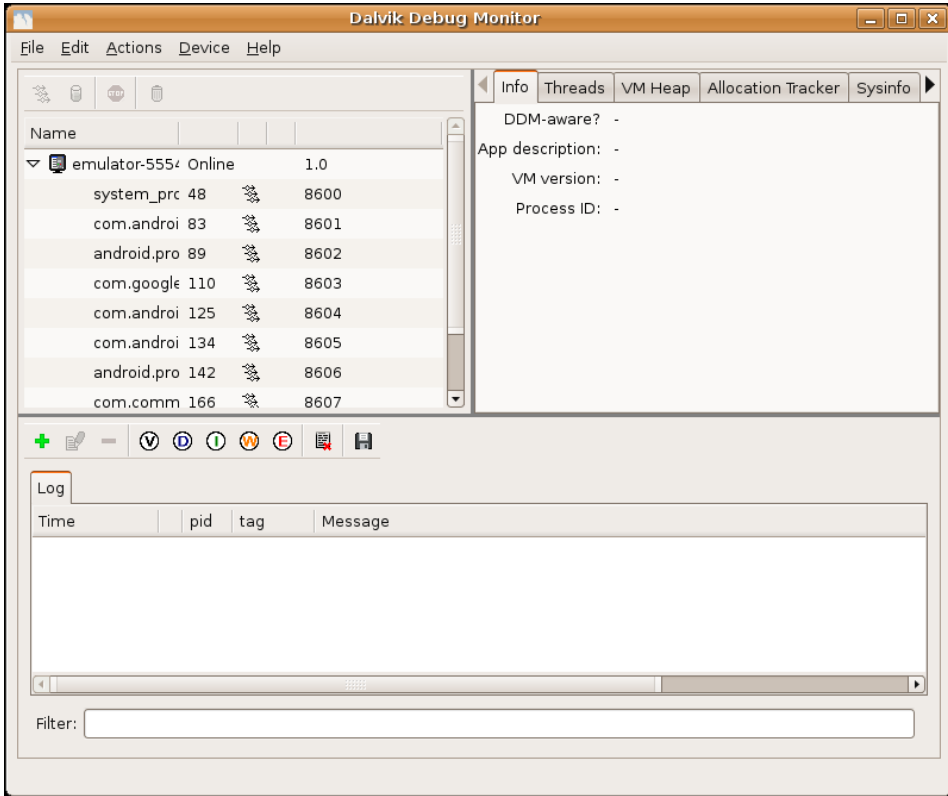 Dalvik Debug Monitor
File Edit Actions Device Help
STOP
Info Threads VM Heap Allocation Tracker Sysinfo
Name
DDM-aware? -
App description: -
VM version: -
Process ID: -
emulator-5554 Online 1.0
system_prc 48 8600
com.androi 83 8601
android.pro 89 8602
com.google 110 8603
com.androi 125 8604
com.androi 134 8605
android.pro 142 8606
com.comm 166 8607
V D I W E
Log
Time pid tag Message
Filter: